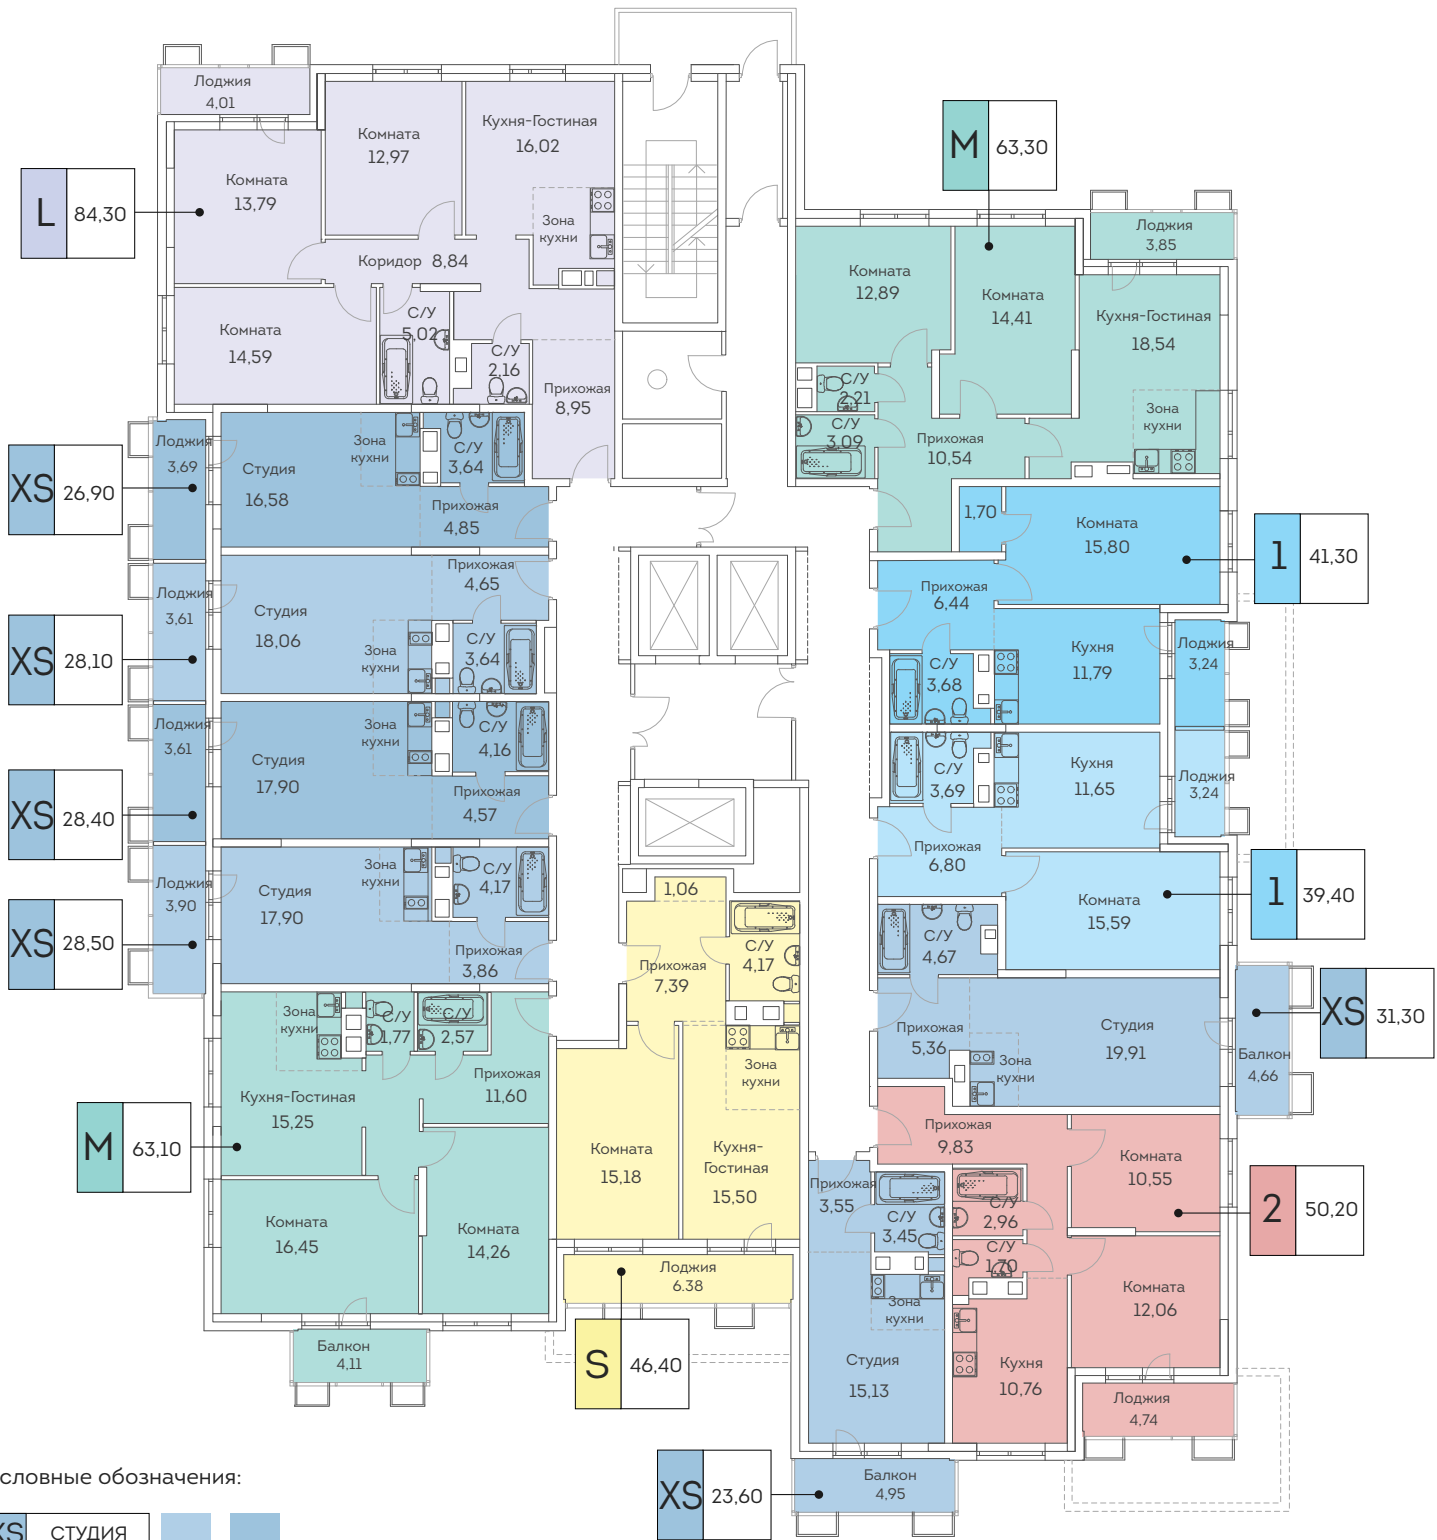 Лоджия
4,01
Комната
12,97
Кухня-Гостиная
16,02
Комната
13,79
L 84,30
Зона
кухни
Коридор 8,84
Комната
14,59
С/У
5,02
С/У
2,16
Прихожая
8,95
M 63,30
Лоджия
3,85
Комната
12,89
Комната
14,41
Кухня-Гостиная
18,54
С/У
2,21
С/У
3,09
Зона
кухни
Прихожая
10,54
XS 26,90
Лоджия
3,69
Студия
16,58
Зона
кухни
С/У
3,64
Прихожая
4,85
1,70
Комната
15,80
1 41,30
Прихожая
6,44
Кухня
11,79
С/У
3,68
Лоджия
3,24
XS 28,10
Лоджия
3,61
Студия
18,06
Прихожая
4,65
Зона
кухни
С/У
3,64
XS 28,40
Лоджия
3,61
Студия
17,90
Зона
кухни
С/У
4,16
Прихожая
4,57
С/У
3,69
Кухня
11,65
Лоджия
3,24
Прихожая
6,80
Комната
15,59
1 39,40
XS 28,50
Лоджия
3,90
Студия
17,90
Зона
кухни
С/У
4,17
Прихожая
3,86
1,06
С/У
4,17
Прихожая
7,39
Зона
кухни
Комната
15,18
Кухня-
Гостиная
15,50
Лоджия
6.38
S 46,40
С/У
4,67
Прихожая
5,36
Зона
кухни
Студия
19,91
Балкон
4,66
XS 31,30
M 63,10
Зона
кухни
С/У
1,77
С/У
2,57
Прихожая
11,60
Кухня-Гостиная
15,25
Комната
16,45
Комната
14,26
Балкон
4,11
Прихожая
9,83
Комната
10,55
2 50,20
С/У
2,96
С/У
1,70
Комната
12,06
Кухня
10,76
Лоджия
4,74
Прихожая
3,55
С/У
3,45
Зона
кухни
Студия
15,13
Балкон
4,95
XS 23,60
словные обозначения:
XS СТУДИЯ